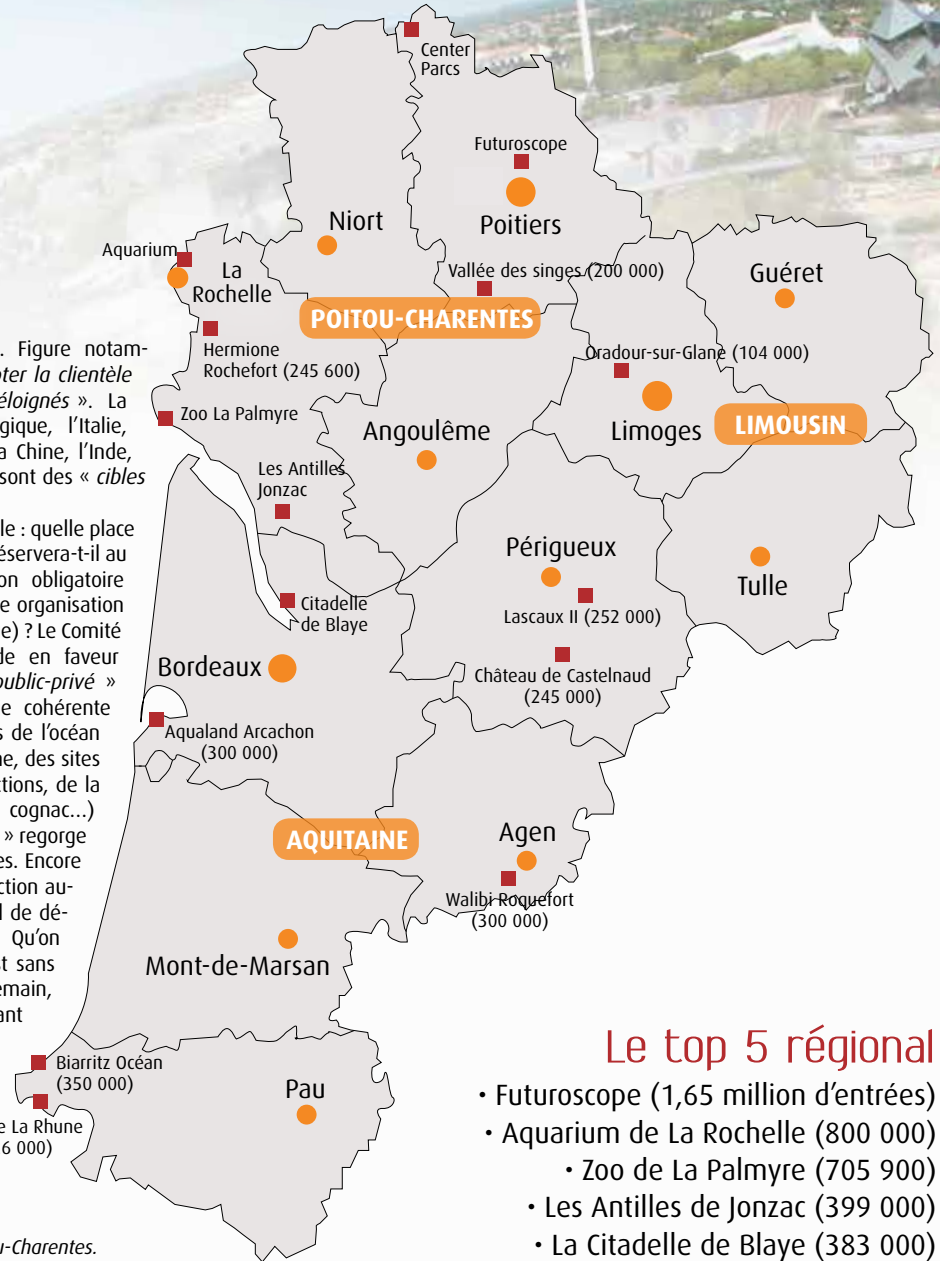 . Figure notam-
oter la clientèle
éloignés ». La
gique, l'Italie,
a Chine, l'Inde,
sont des « cibles
le : quelle place
éservera-t-il au
on obligatoire
e organisation
e) ? Le Comité
de en faveur
public-privé »
e cohérente
s de l'océan
ne, des sites
ctions, de la
cognac...)
» regorge
es. Encore
ction au-
l de dé-
Qu'on
st sans
emain,
ant
u-Charentes.
Center
Parcs
Futuroscope
Poitiers
Niort
Aquarium
La
Rochelle
Vallée des singes (200 000)
Guéret
POITOU-CHARENTES
Hermione
Rochefort (245 600)
Oradour-sur-Glane (104 000)
Zoo La Palmyre
Angoulême
Limoges
LIMOUSIN
Les Antilles
Jonzac
Périgueux
Tulle
Citadelle
de Blaye
Lascaux II (252 000)
Bordeaux
Château de Castelnaud
(245 000)
Aqualand Arcachon
(300 000)
AQUITAINE
Agen
Walibi Roquefort
(300 000)
Mont-de-Marsan
Biarritz Océan
(350 000)
Pau
e La Rhune
6 000)
Le top 5 régional
• Futuroscope (1,65 million d'entrées)
• Aquarium de La Rochelle (800 000)
• Zoo de La Palmyre (705 900)
• Les Antilles de Jonzac (399 000)
• La Citadelle de Blaye (383 000)